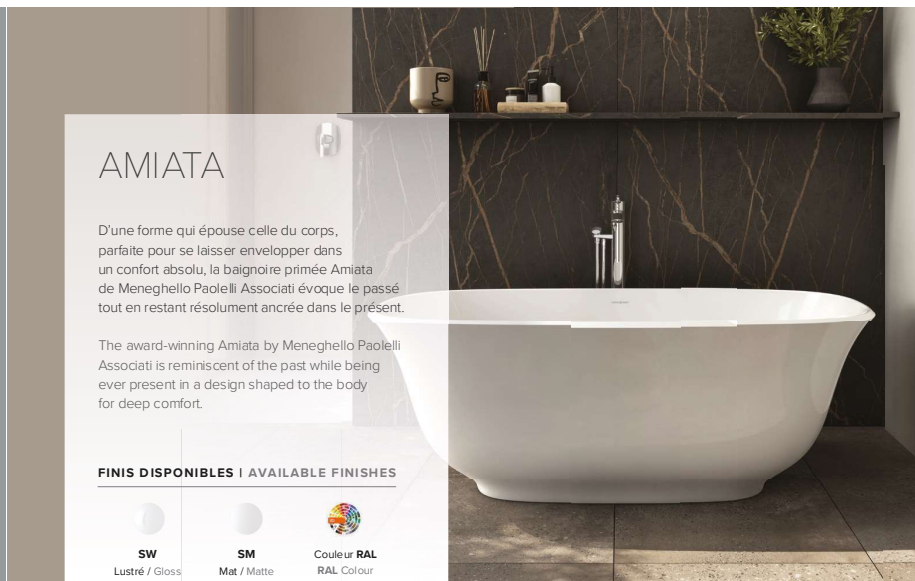 AMIATA
D'une forme qui épouse celle du corps,
parfaite pour se laisser envelopper dans
un confort absolu, la baignoire primée Amiata
de Meneghello Paolelli Associati évoque le passé
tout en restant résolument ancrée dans le présent.
The award-winning Amiata by Meneghello Paolelli
Associati is reminiscent of the past while being
ever present in a design shaped to the body
for deep comfort.
FINIS DISPONIBLES | AVAILABLE FINISHES
SW
Lustré / Gloss
SM
Mat / Matte
Couleur RAL
RAL Colour